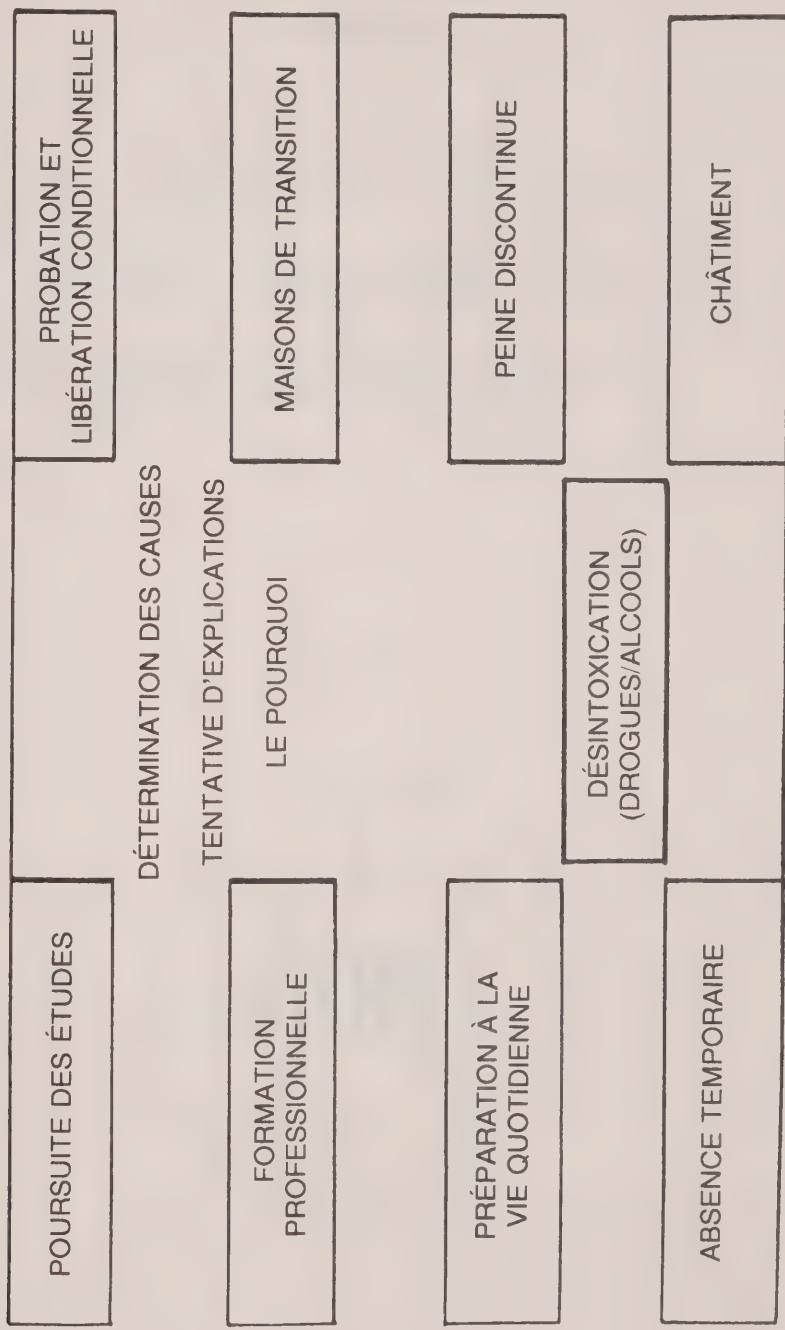 POURSUITE DES ÉTUDES
PROBATION ET
LIBÉRATION CONDITIONNELLE
DÉTERMINATION DES CAUSES
TENTATIVE D'EXPLICATIONS
LE POURQUOI
FORMATION
PROFESSIONNELLE
MAISONS DE TRANSITION
PRÉPARATION À LA
VIE QUOTIDIENNE
PEINE DISCONTINUE
DÉSINTOXICATION
(DROGUES/ALCOOLS)
ABSENCE TEMPORAIRE
CHÂTIMENT